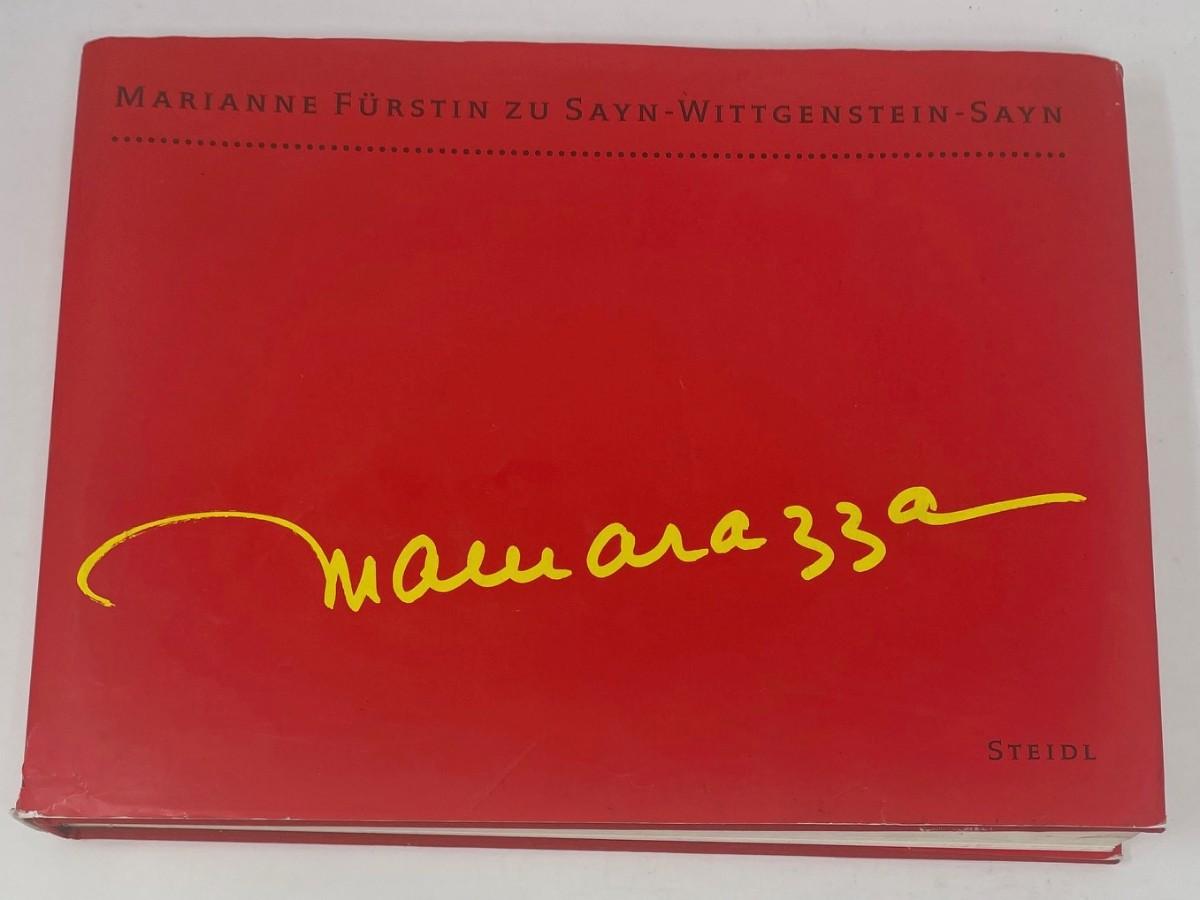 MARIANNE FÜRSTIN ZU SAYN-WITTGENSTEIN-SAYN
mamarazza
STEIDL